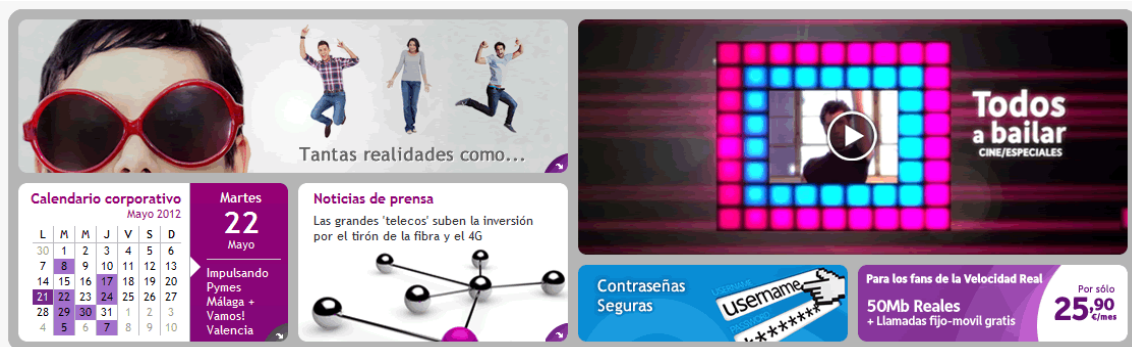 Tantas realidades como...
Todos
a bailar
CINE/ESPECIALES
Calendario corporativo
Mayo 2012
L M M J V S D
30 1 2 3 4 5 6
7 8 9 10 11 12 13
14 15 16 17 18 19 20
21 22 23 24 25 26 27
28 29 30 31 1 2 3
4 5 6 7 8 9 10
Martes
22
Mayo
Impulsando
Pymes
Málaga +
Vamos!
Valencia
Noticias de prensa
Las grandes 'telecos' suben la inversión
por el tirón de la fibra y el 4G
Contraseñas
Seguras
USERNAME
username
PASSWORD
********
Para los fans de la Velocidad Real
50Mb Reales
+ Llamadas fijo-movil gratis
Por sólo
25,90
€/mes